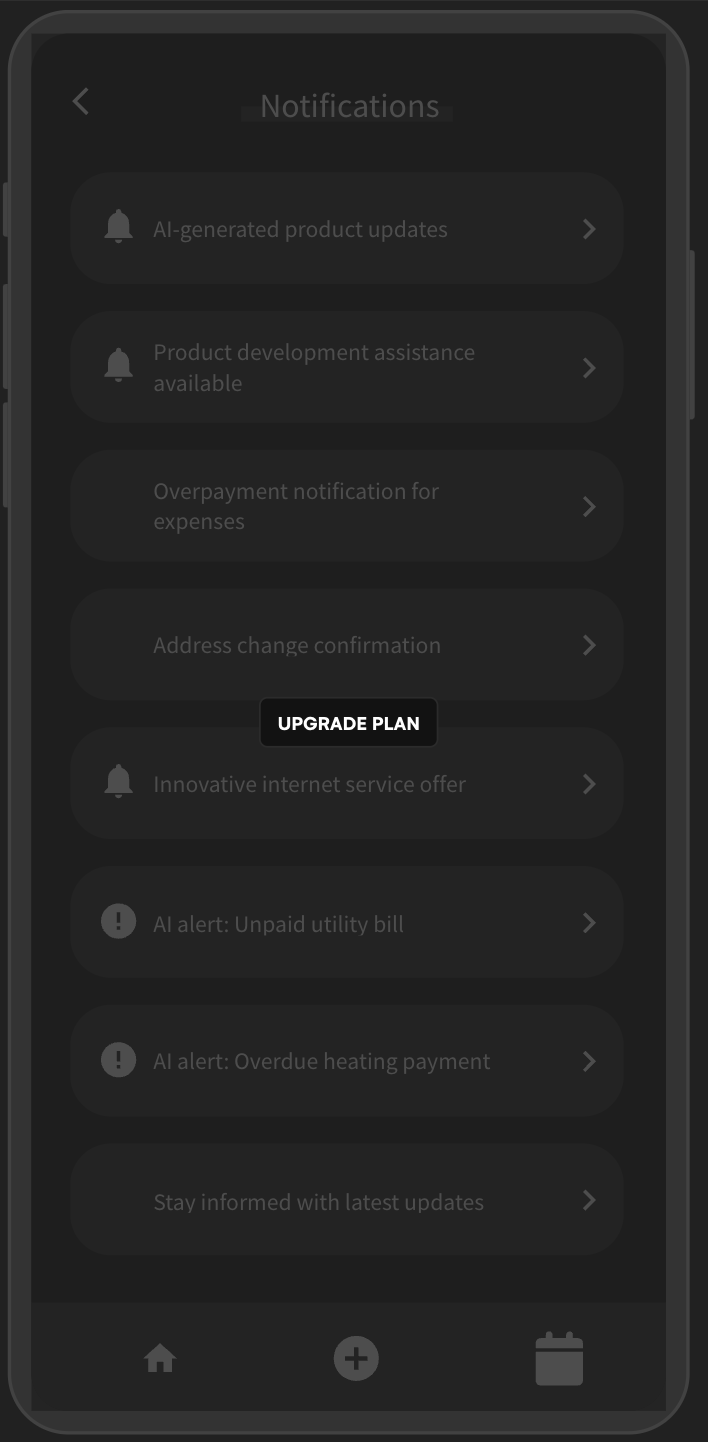 Notifications
AI-generated product updates
Product development assistance
available
Overpayment notification for
expenses
Address change confirmation
UPGRADE PLAN
Innovative internet service offer
AI alert: Unpaid utility bill
AI alert: Overdue heating payment
Stay informed with latest updates